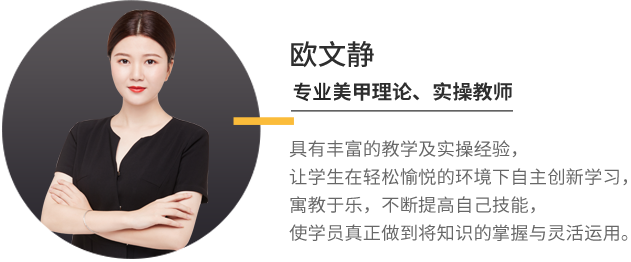 欧文静
专业美甲理论、实操教师
具有丰富的教学及实操经验，
让学生在轻松愉悦的环境下自主创新学习，
寓教于乐，不断提高自己技能，
使学员真正做到将知识的掌握与灵活运用。